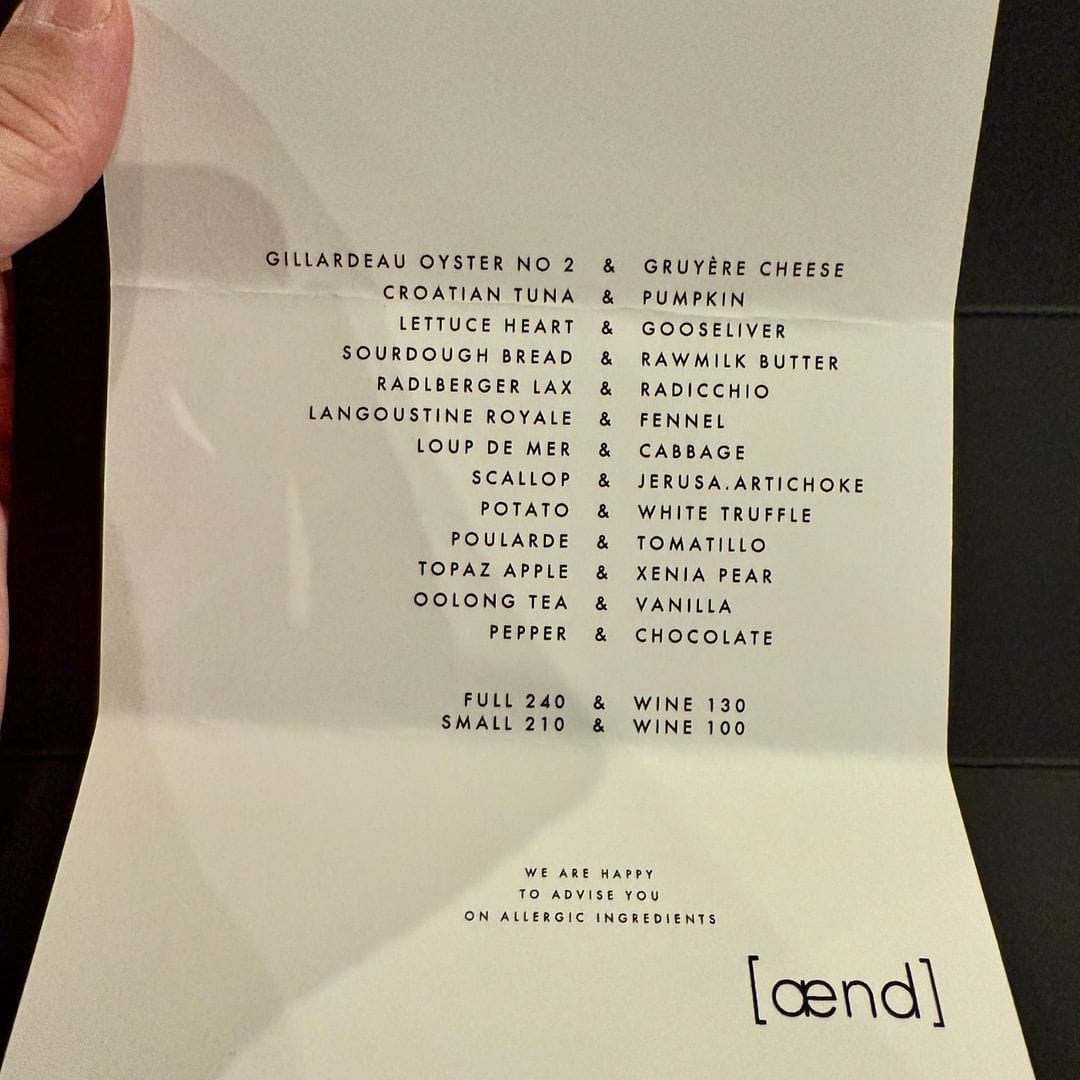 GILLARDEAU OYSTER NO 2 & GRUYÈRE CHEESE
CROATIAN TUNA & PUMPKIN
LETTUCE HEART & GOOSELIVER
SOURDOUGH BREAD & RAWMILK BUTTER
RADLBERGER LAX & RADICCHIO
LANGOUSTINE ROYALE & FENNEL
LOUP DE MER & CABBAGE
SCALLOP & JERUSA.ARTICHOKE
POTATO & WHITE TRUFFLE
POULARDE & TOMATILLO
TOPAZ APPLE & XENIA PEAR
OOLONG TEA & VANILLA
PEPPER & CHOCOLATE
FULL 240 & WINE 130
SMALL 210 & WINE 100
WE ARE HAPPY
TO ADVISE YOU
ON ALLERGIC INGREDIENTS
[ænd]